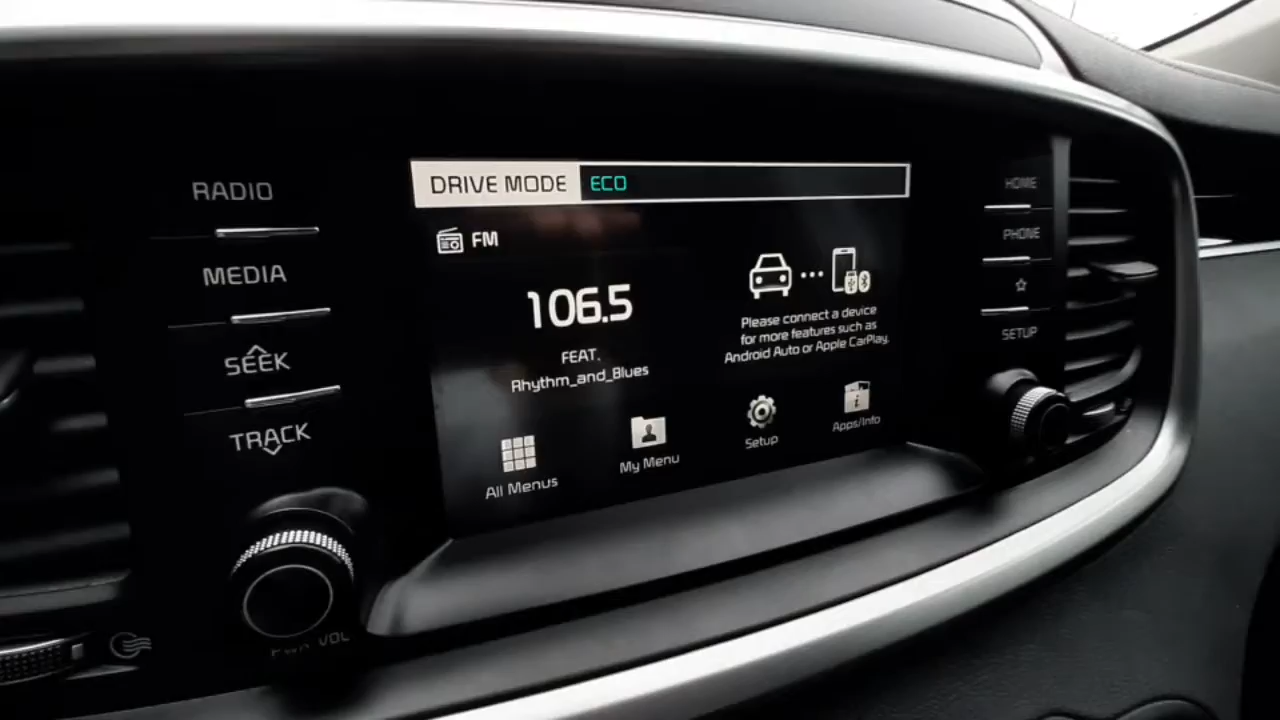 RADIO
MEDIA
SEEK
TRACK
PWR VOL
DRIVE MODE ECO
FM
106.5
FEAT.
Rhythm_and_Blues
Please connect a device
for more features such as
Android Auto or Apple CarPlay.
All Menus
My Menu
Setup
Apps/Info
HOME
PHONE
SETUP